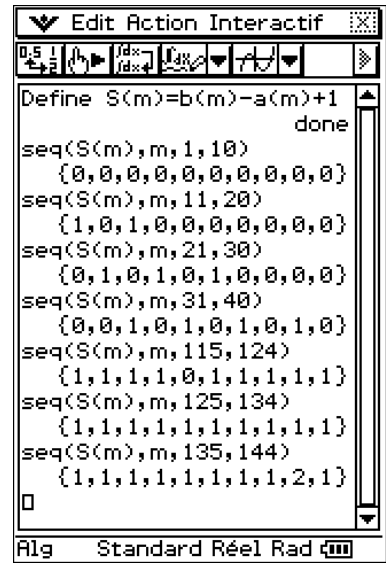 Edit Action Interactif
Define S(m)=b(m)-a(m)+1
done
seq(S(m),m,1,10)
{0,0,0,0,0,0,0,0,0,0}
seq(S(m),m,11,20)
{1,0,1,0,0,0,0,0,0,0}
seq(S(m),m,21,30)
{0,1,0,1,0,1,0,0,0,0}
seq(S(m),m,31,40)
{0,0,1,0,1,0,1,0,1,0}
seq(S(m),m,115,124)
{1,1,1,1,0,1,1,1,1,1}
seq(S(m),m,125,134)
{1,1,1,1,1,1,1,1,1,1}
seq(S(m),m,135,144)
{1,1,1,1,1,1,1,1,2,1}
Alg Standard Réel Rad